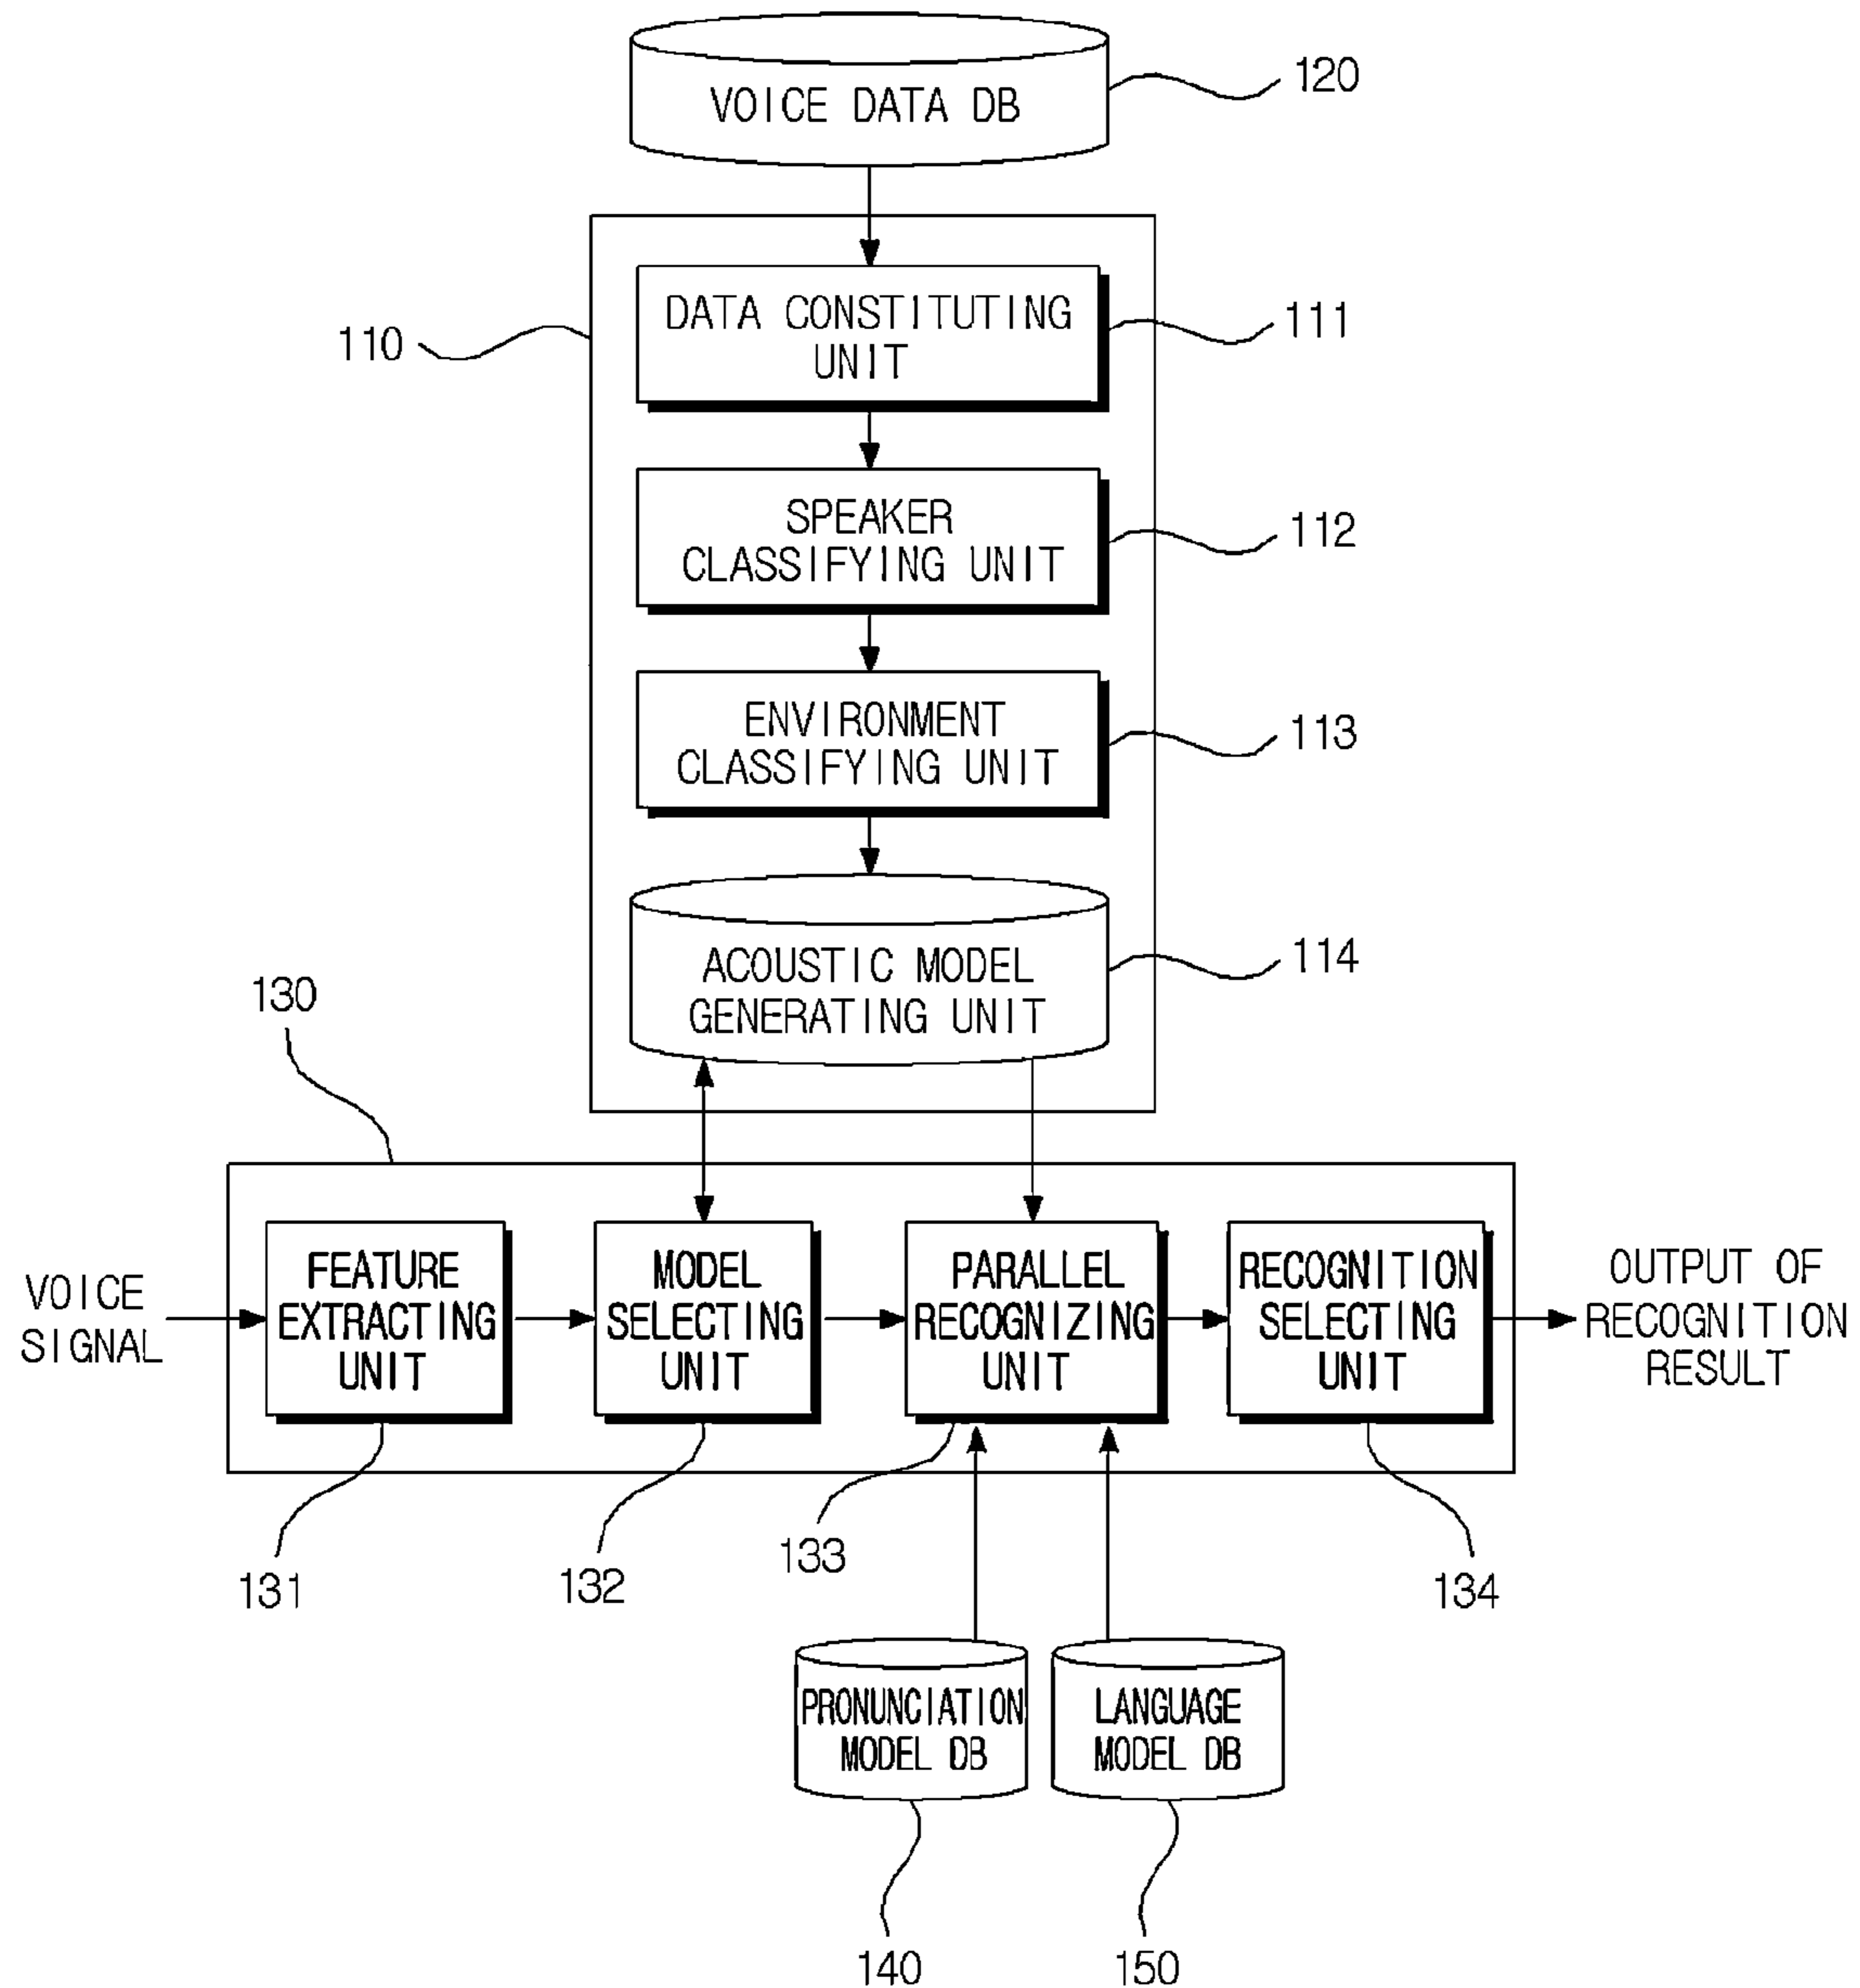 VOICE DATA DB
120
110
DATA CONSTITUTING
UNIT
111
SPEAKER
CLASSIFYING UNIT
112
ENVIRONMENT
CLASSIFYING UNIT
113
ACOUSTIC MODEL
GENERATING UNIT
114
130
VOICE
SIGNAL
FEATURE
EXTRACTING
UNIT
MODEL
SELECTING
UNIT
PARALLEL
RECOGNIZING
UNIT
RECOGNITION
SELECTING
UNIT
OUTPUT OF
RECOGNITION
RESULT
131
132
133
134
PRONUNCIATION
MODEL DB
LANGUAGE
MODEL DB
140
150